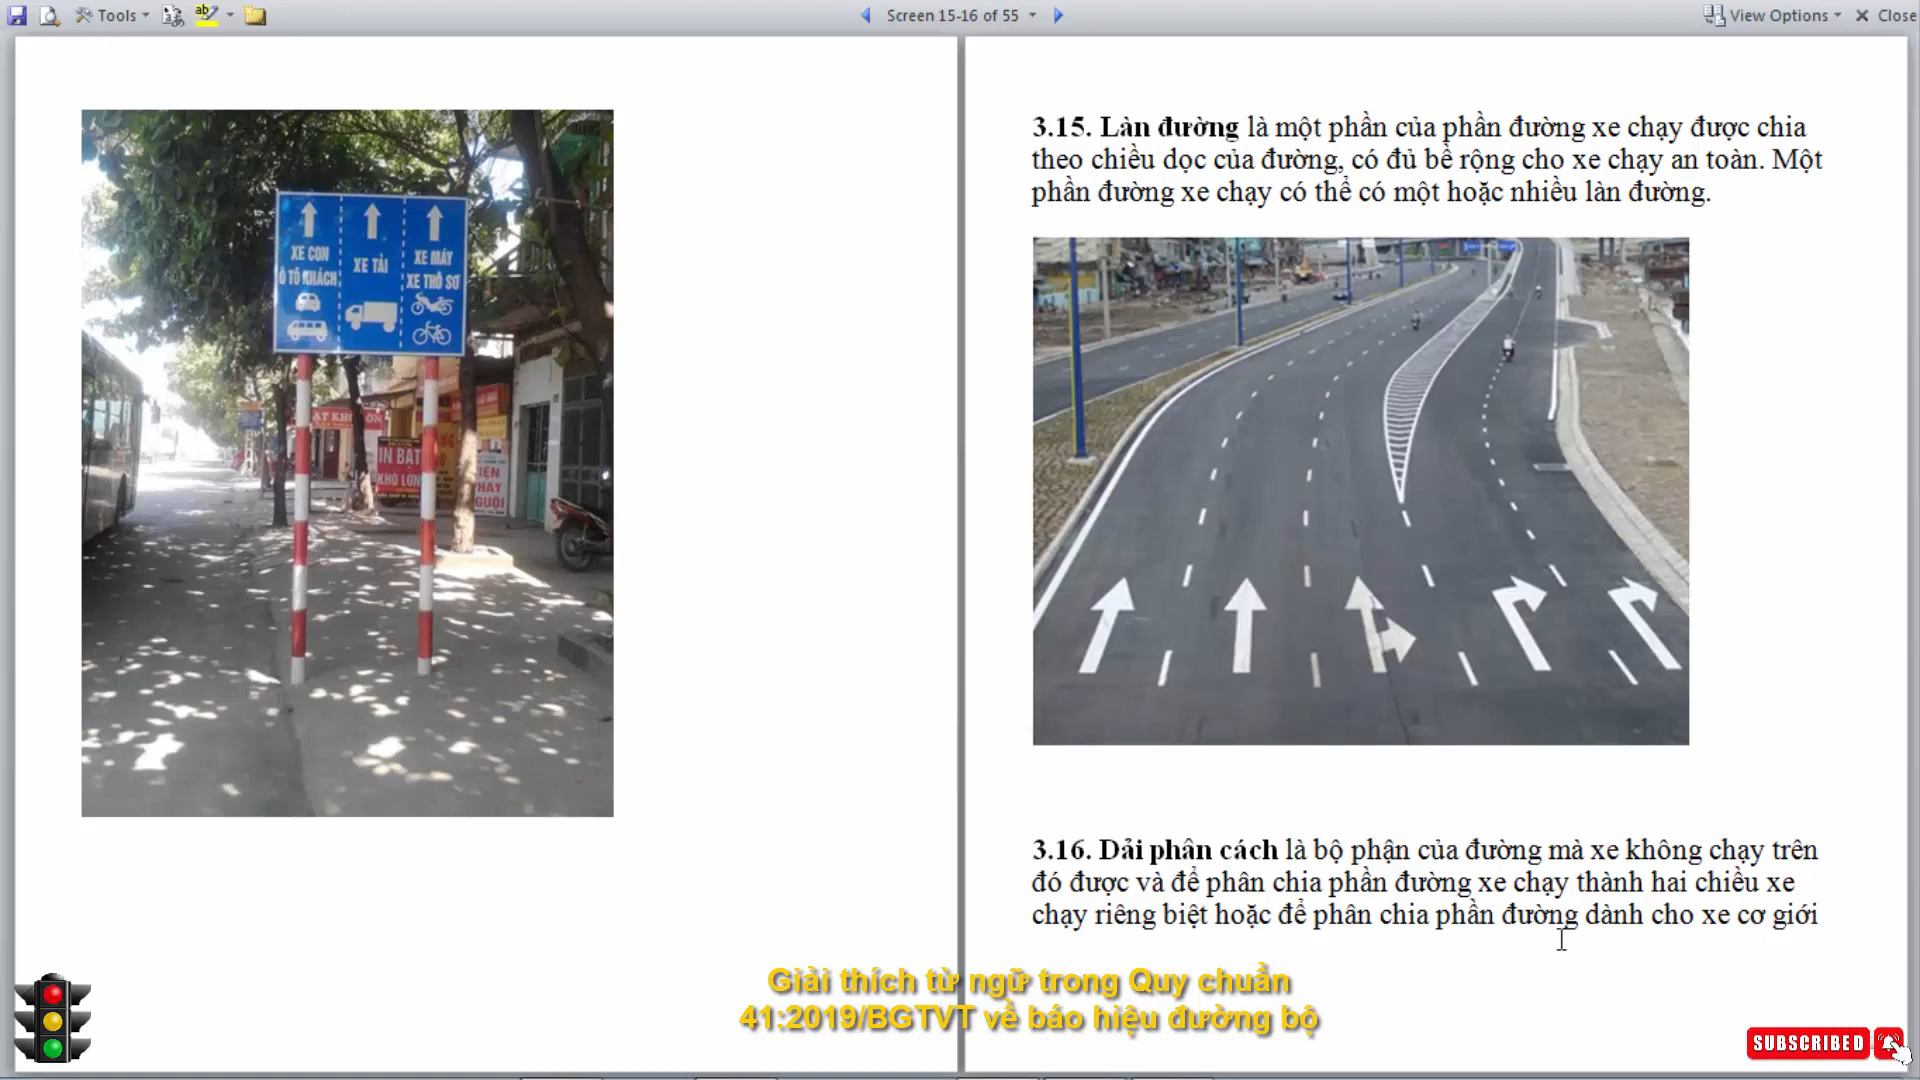 Tools
Screen 15-16 of 55
View Options
Close
XE CON
Ô TÔ KHÁCH
XE TẢI
XE MÁY
XE THÔ SƠ
IN BẠT
KHỔ LỚN
3.15. Làn đường là một phần của phần đường xe chạy được chia
theo chiều dọc của đường, có đủ bề rộng cho xe chạy an toàn. Một
phần đường xe chạy có thể có một hoặc nhiều làn đường.
3.16. Dải phân cách là bộ phận của đường mà xe không chạy trên
đó được và để phân chia phần đường xe chạy thành hai chiều xe
chạy riêng biệt hoặc để phân chia phần đường dành cho xe cơ giới
Giải thích từ ngữ trong Quy chuẩn
41:2019/BGTVT về báo hiệu đường bộ
SUBSCRIBED